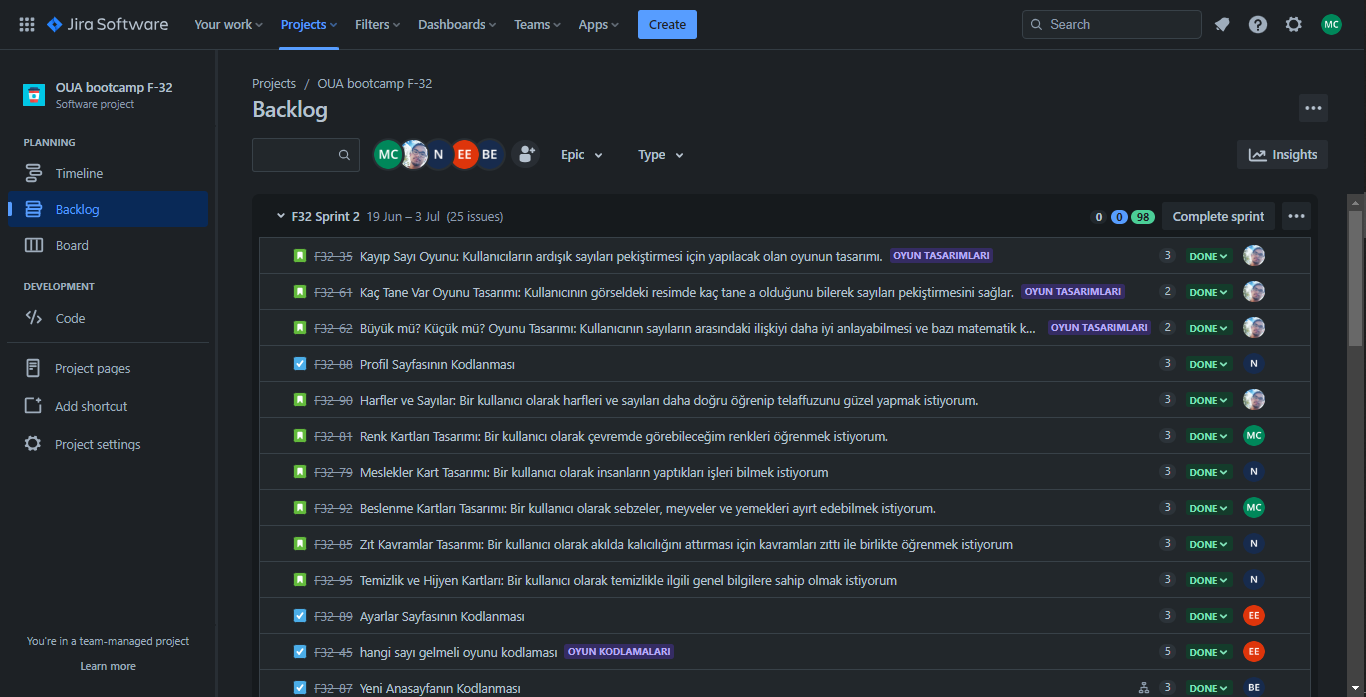 Jira Software Your work Projects Filters Dashboards Teams Apps Create Search MC
OUA bootcamp F-32
Software project
PLANNING
Timeline
Backlog
Board
DEVELOPMENT
Code
Project pages
Add shortcut
Project settings
You're in a team-managed project
Learn more
Projects / OUA bootcamp F-32
Backlog
MC N EE BE Epic Type Insights
F32 Sprint 2 19 Jun – 3 Jul (25 issues) 0 0 98 Complete sprint
F32-35 Kayıp Sayı Oyunu: Kullanıcıların ardışık sayıları pekiştirmesi için yapılacak olan oyunun tasarımı. OYUN TASARIMLARI 3 DONE
F32-61 Kaç Tane Var Oyunu Tasarımı: Kullanıcının görseldeki resimde kaç tane a olduğunu bilerek sayıları pekiştirmesini sağlar. OYUN TASARIMLARI 2 DONE
F32-62 Büyük mü? Küçük mü? Oyunu Tasarımı: Kullanıcının sayıların arasındaki ilişkiyi daha iyi anlayabilmesi ve bazı matematik k... OYUN TASARIMLARI 2 DONE
F32-88 Profil Sayfasının Kodlanması 3 DONE N
F32-90 Harfler ve Sayılar: Bir kullanıcı olarak harfleri ve sayıları daha doğru öğrenip telaffuzunu güzel yapmak istiyorum. 3 DONE
F32-81 Renk Kartları Tasarımı: Bir kullanıcı olarak çevremde görebileceğim renkleri öğrenmek istiyorum. 3 DONE MC
F32-79 Meslekler Kart Tasarımı: Bir kullanıcı olarak insanların yaptıkları işleri bilmek istiyorum 3 DONE N
F32-92 Beslenme Kartları Tasarımı: Bir kullanıcı olarak sebzeler, meyveler ve yemekleri ayırt edebilmek istiyorum. 3 DONE MC
F32-85 Zıt Kavramlar Tasarımı: Bir kullanıcı olarak akılda kalıcılığını attırması için kavramları zıttı ile birlikte öğrenmek istiyorum 3 DONE N
F32-95 Temizlik ve Hijyen Kartları: Bir kullanıcı olarak temizlikle ilgili genel bilgilere sahip olmak istiyorum 3 DONE N
F32-89 Ayarlar Sayfasının Kodlanması 3 DONE EE
F32-45 hangi sayı gelmeli oyunu kodlaması OYUN KODLAMALARI 5 DONE EE
F32-87 Yeni Anasayfanın Kodlanması 3 DONE BE